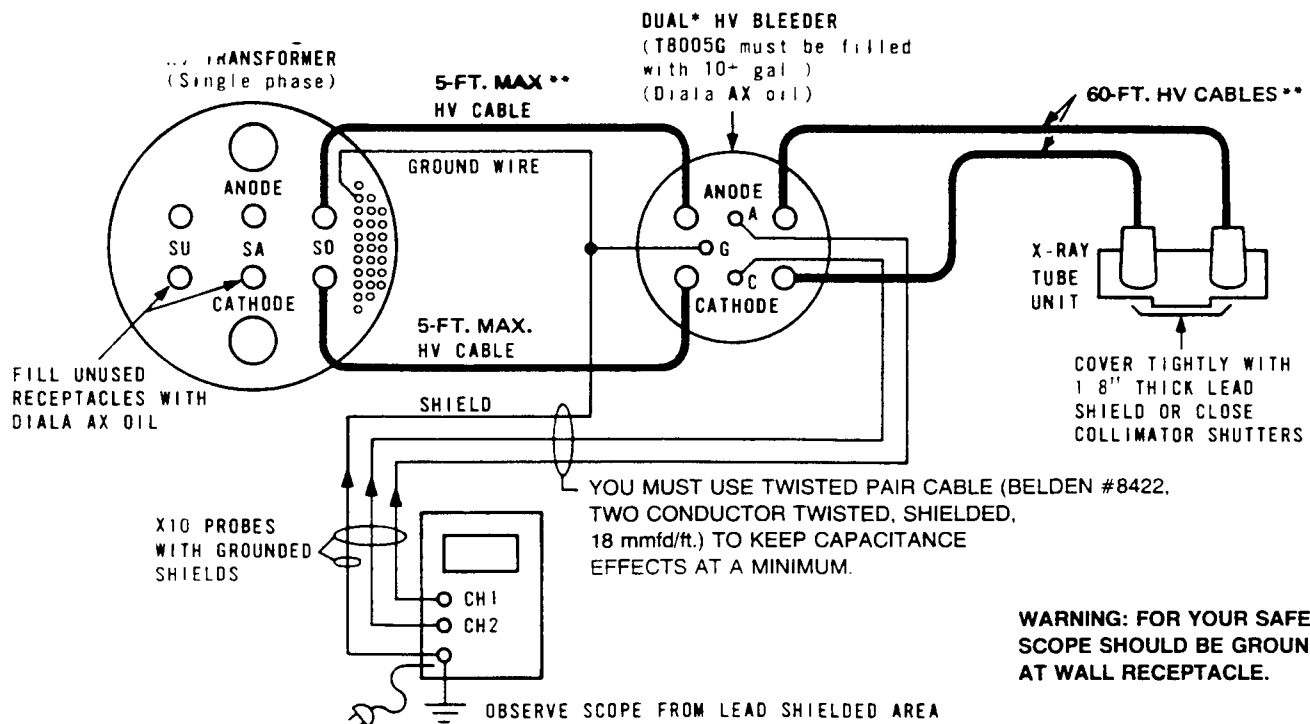 DUAL* HV BLEEDER
(T8005G must be filled
with 10+ gal )
(Diala AX oil)
TRANSFORMER
(Single phase)
5-FT. MAX **
HV CABLE
60-FT. HV CABLES**
GROUND WIRE
ANODE
SU
SA
SO
CATHODE
ANODE
A
G
C
CATHODE
X-RAY
TUBE
UNIT
5-FT. MAX.
HV CABLE
FILL UNUSED
RECEPTACLES WITH
DIALA AX OIL
COVER TIGHTLY WITH
1 8" THICK LEAD
SHIELD OR CLOSE
COLLIMATOR SHUTTERS
SHIELD
YOU MUST USE TWISTED PAIR CABLE (BELDEN #8422,
TWO CONDUCTOR TWISTED, SHIELDED,
18 mmfd/ft.) TO KEEP CAPACITANCE
EFFECTS AT A MINIMUM.
X10 PROBES
WITH GROUNDED
SHIELDS
CH1
CH2
WARNING: FOR YOUR SAFE
SCOPE SHOULD BE GROUN
AT WALL RECEPTACLE.
OBSERVE SCOPE FROM LEAD SHIELDED AREA